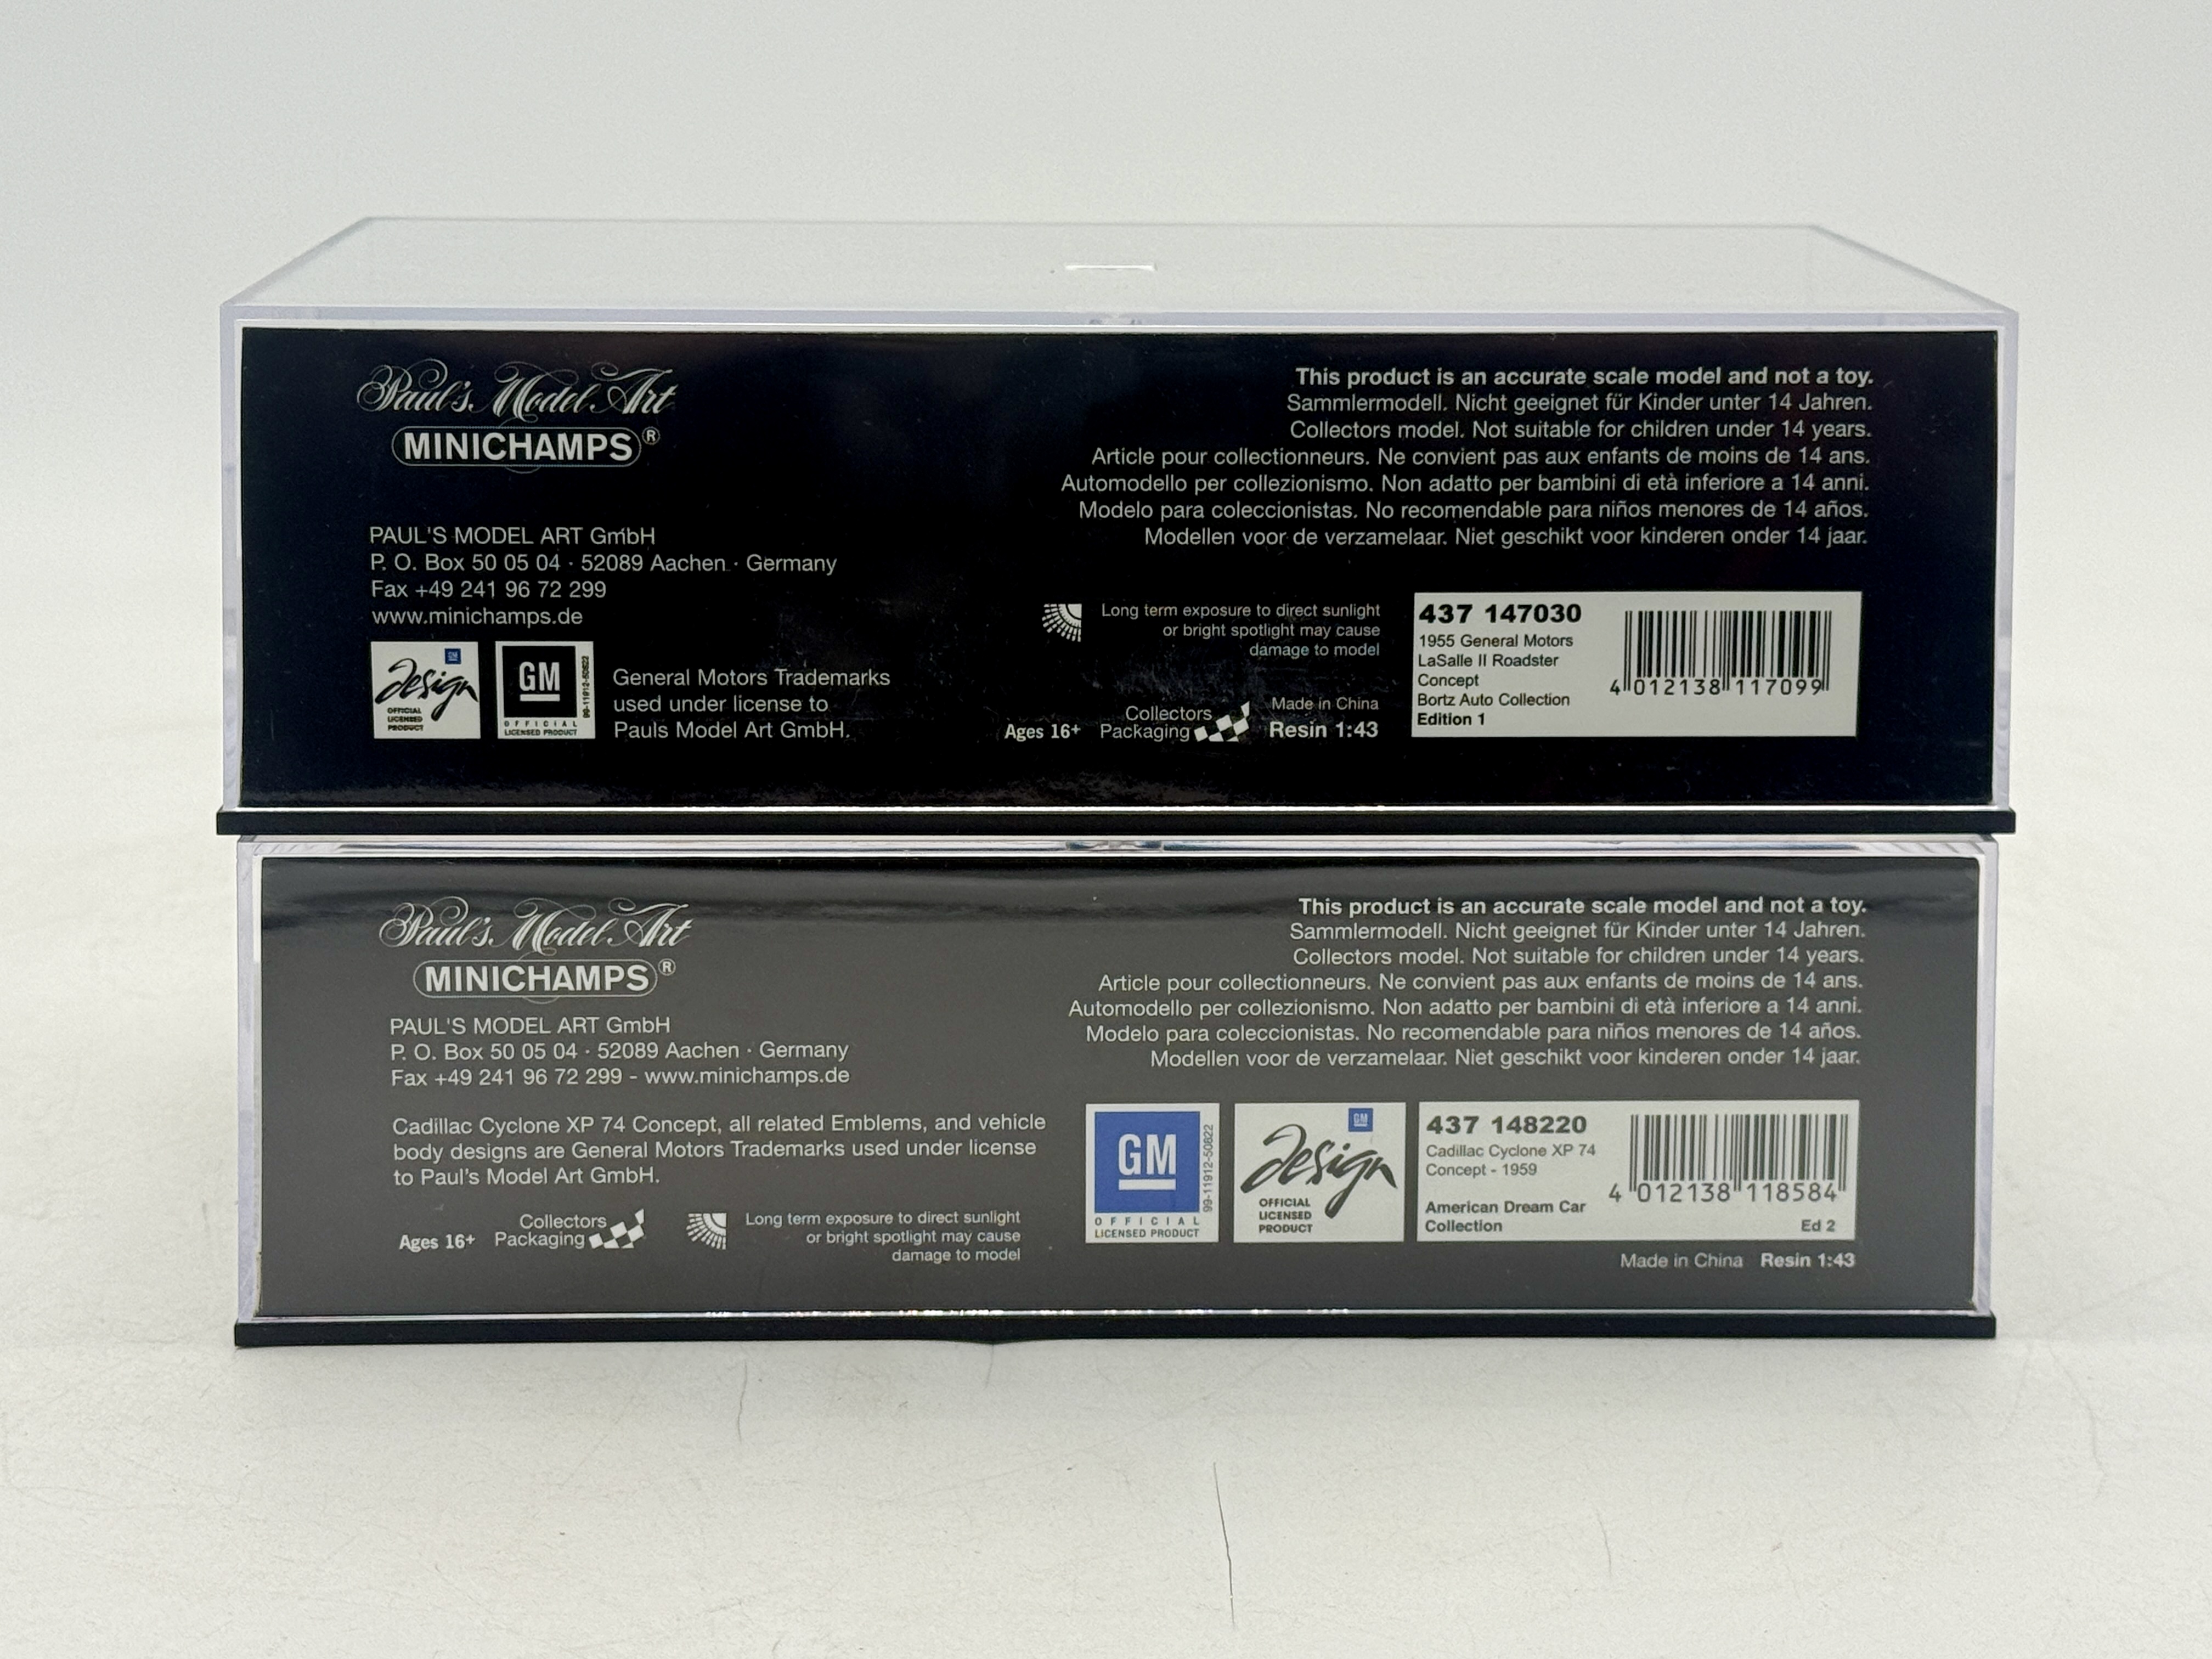 Paul's Model Art
MINICHAMPS®
PAUL'S MODEL ART GmbH
P. O. Box 50 05 04 · 52089 Aachen · Germany
Fax +49 241 96 72 299
www.minichamps.de
GM
design
OFFICIAL
LICENSED
PRODUCT
GM
OFFICIAL
LICENSED PRODUCT
99-11912-50822
General Motors Trademarks
used under license to
Pauls Model Art GmbH.
This product is an accurate scale model and not a toy.
Sammlermodell. Nicht geeignet für Kinder unter 14 Jahren.
Collectors model. Not suitable for children under 14 years.
Article pour collectionneurs. Ne convient pas aux enfants de moins de 14 ans.
Automodello per collezionismo. Non adatto per bambini di età inferiore a 14 anni.
Modelo para coleccionistas. No recomendable para niños menores de 14 años.
Modellen voor de verzamelaar. Niet geschikt voor kinderen onder 14 jaar.
Long term exposure to direct sunlight
or bright spotlight may cause
damage to model
Ages 16+
Collectors
Packaging
Made in China
Resin 1:43
437 147030
1955 General Motors
LaSalle II Roadster
Concept
Bortz Auto Collection
Edition 1
4 012138 117099
Paul's Model Art
MINICHAMPS®
PAUL'S MODEL ART GmbH
P. O. Box 50 05 04 · 52089 Aachen · Germany
Fax +49 241 96 72 299 - www.minichamps.de
Cadillac Cyclone XP 74 Concept, all related Emblems, and vehicle
body designs are General Motors Trademarks used under license
to Paul's Model Art GmbH.
Ages 16+
Collectors
Packaging
Long term exposure to direct sunlight
or bright spotlight may cause
damage to model
This product is an accurate scale model and not a toy.
Sammlermodell. Nicht geeignet für Kinder unter 14 Jahren.
Collectors model. Not suitable for children under 14 years.
Article pour collectionneurs. Ne convient pas aux enfants de moins de 14 ans.
Automodello per collezionismo. Non adatto per bambini di età inferiore a 14 anni.
Modelo para coleccionistas. No recomendable para niños menores de 14 años.
Modellen voor de verzamelaar. Niet geschikt voor kinderen onder 14 jaar.
GM
OFFICIAL
LICENSED PRODUCT
99-11912-50822
GM
design
OFFICIAL
LICENSED
PRODUCT
437 148220
Cadillac Cyclone XP 74
Concept - 1959
American Dream Car
Collection
Ed 2
4 012138 118584
Made in China Resin 1:43